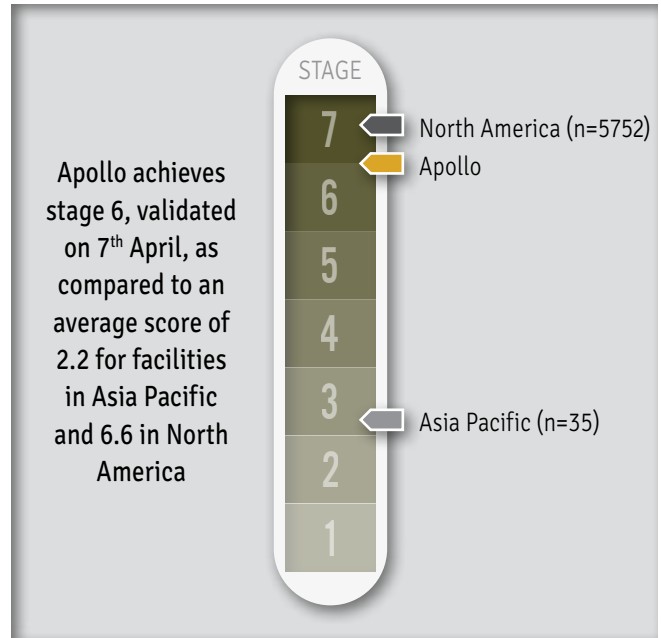 Apollo achieves
stage 6, validated
on 7th April, as
compared to an
average score of
2.2 for facilities
in Asia Pacific
and 6.6 in North
America
STAGE
7
6
5
4
3
2
1
North America (n=5752)
Apollo
Asia Pacific (n=35)